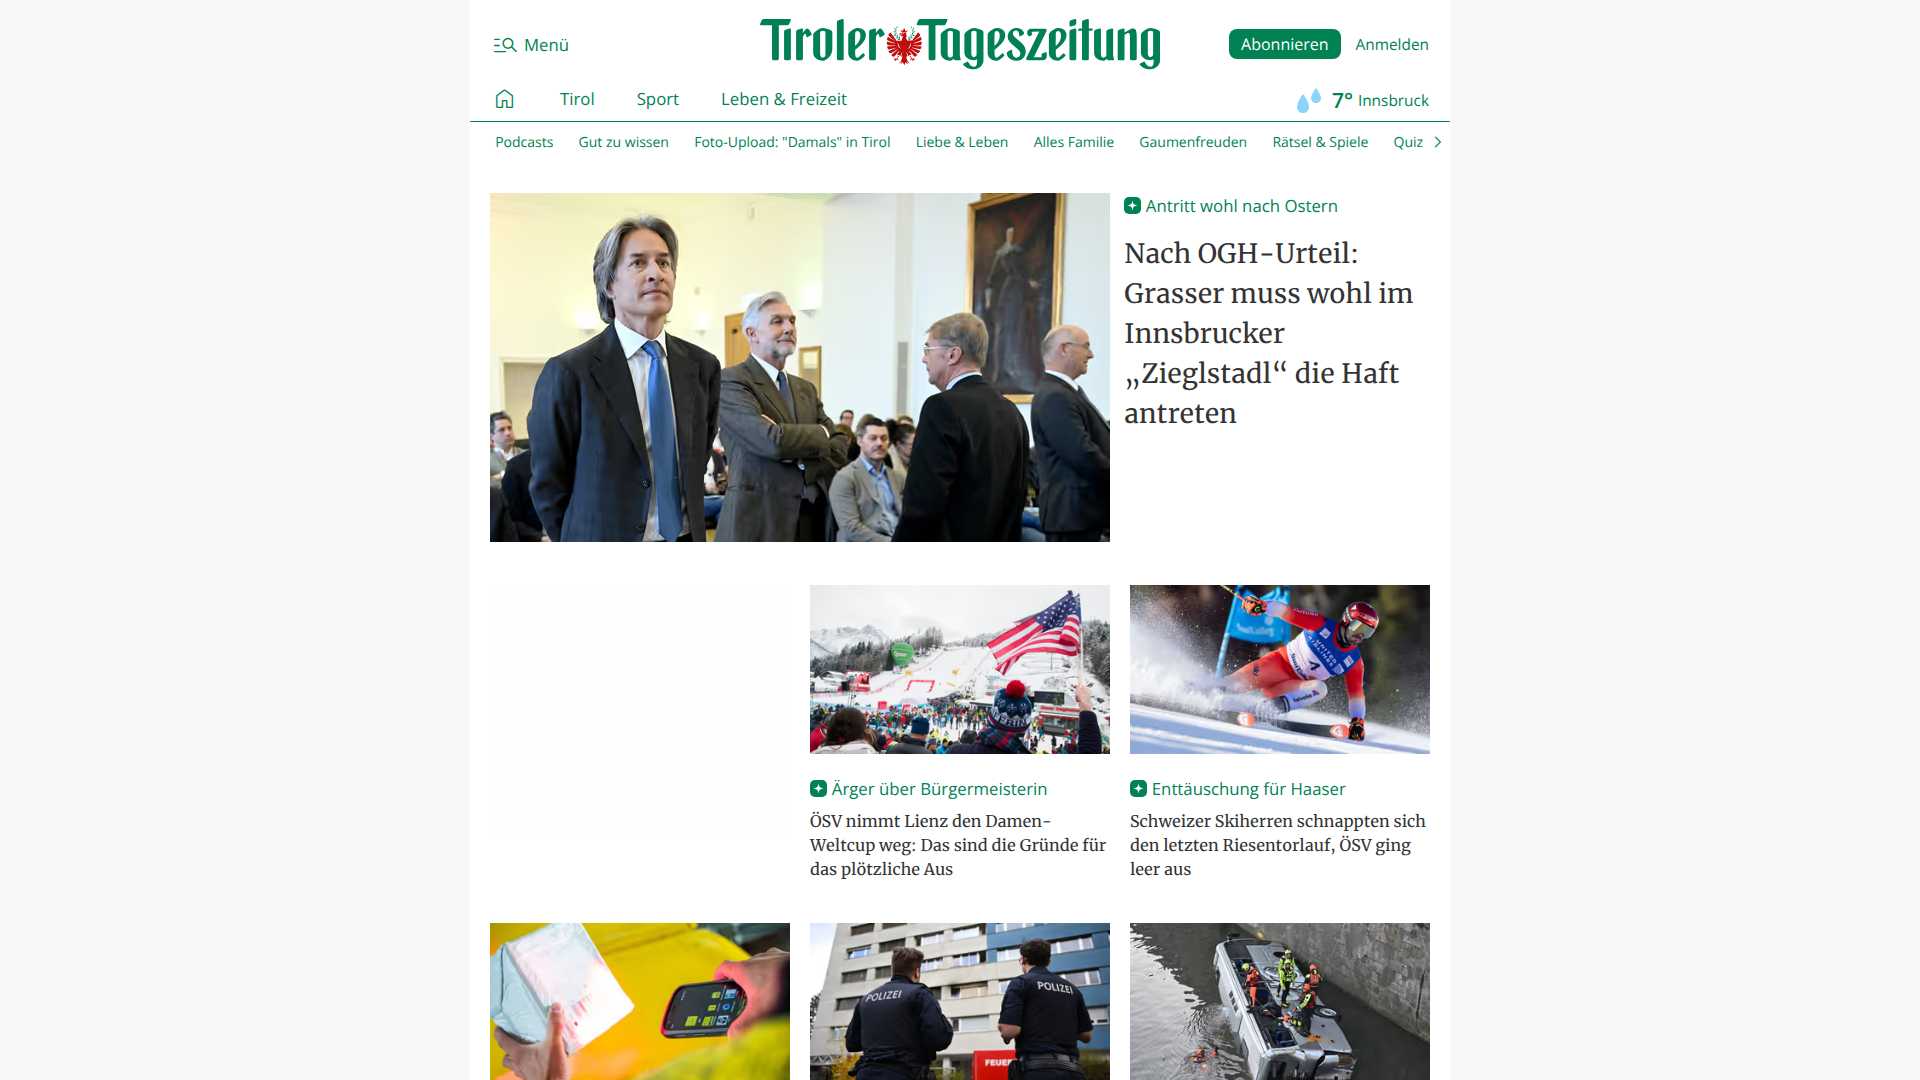 Menü
Tiroler Tageszeitung
Abonnieren
Anmelden
Tirol
Sport
Leben & Freizeit
7° Innsbruck
Podcasts
Gut zu wissen
Foto-Upload: "Damals" in Tirol
Liebe & Leben
Alles Familie
Gaumenfreuden
Rätsel & Spiele
Quiz
Antritt wohl nach Ostern
Nach OGH-Urteil:
Grasser muss wohl im
Innsbrucker
„Zieglstadl“ die Haft
antreten
Ärger über Bürgermeisterin
ÖSV nimmt Lienz den Damen-
Weltcup weg: Das sind die Gründe für
das plötzliche Aus
Enttäuschung für Haaser
Schweizer Skiherren schnappten sich
den letzten Riesentorlauf, ÖSV ging
leer aus
POLIZEI
POLIZEI